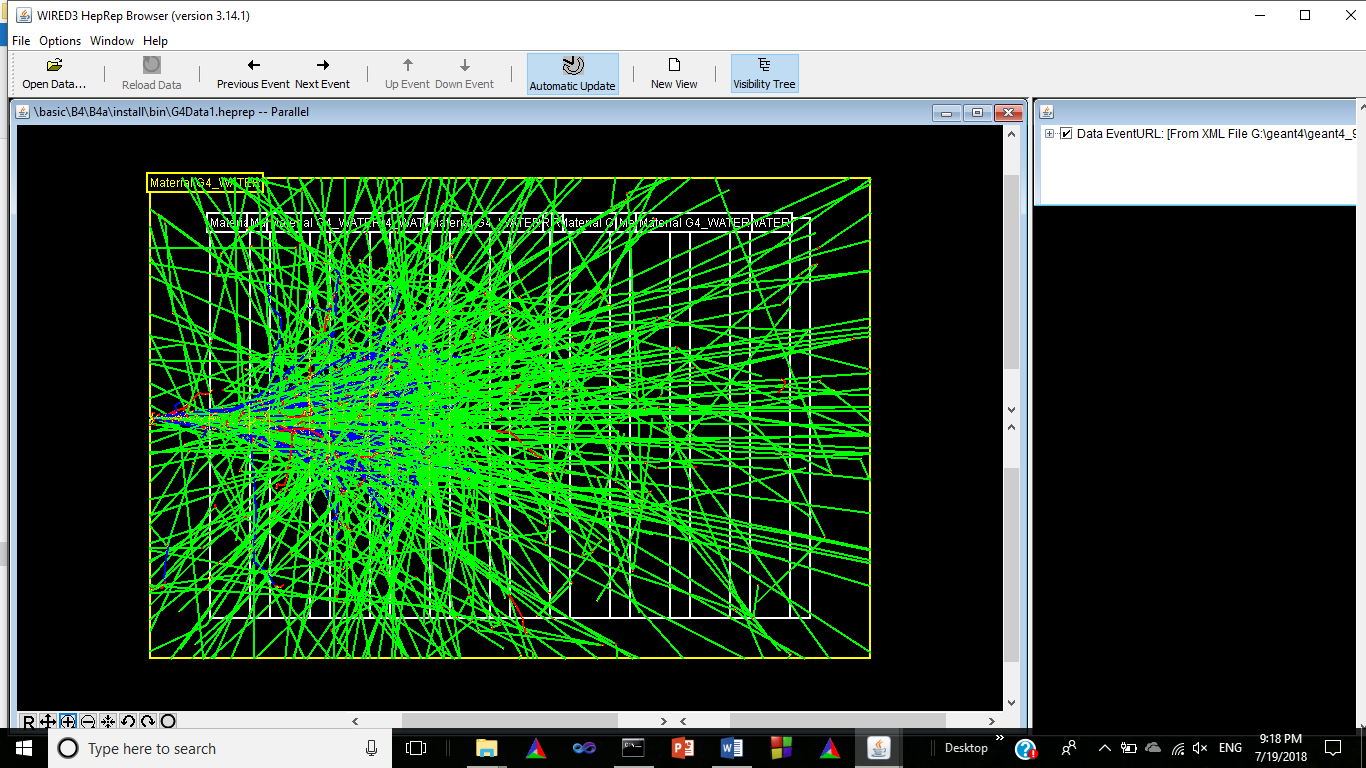 WIRED3 HepRep Browser (version 3.14.1)
File Options Window Help
Open Data... Reload Data Previous Event Next Event Up Event Down Event Automatic Update New View Visibility Tree
\basic\B4\B4a\install\bin\G4Data1.heprep -- Parallel
Data EventURL: [From XML File G:\geant4\geant4_9
Material G4_WATER
Material G4_WATER Material G4_WATER
R
Type here to search
Desktop
ENG
9:18 PM
7/19/2018